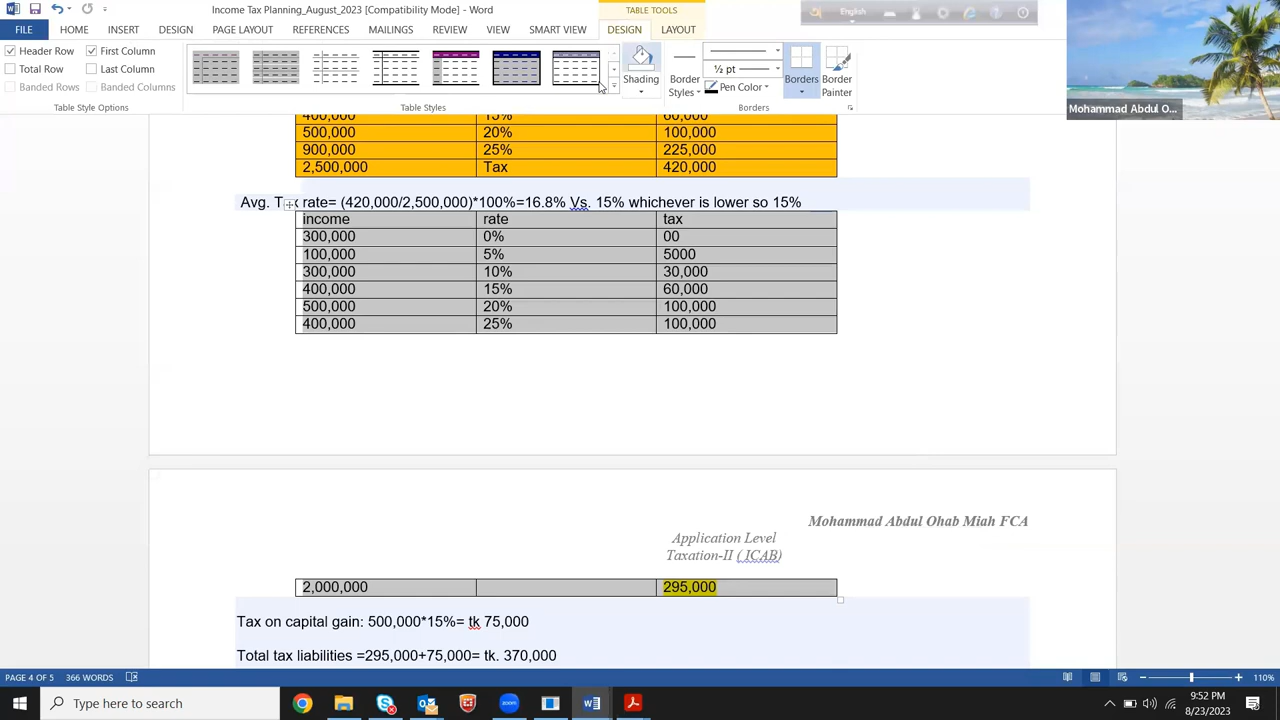 Income Tax Planning_August_2023 [Compatibility Mode] - Word
TABLE TOOLS
English
FILE HOME INSERT DESIGN PAGE LAYOUT REFERENCES MAILINGS REVIEW VIEW SMART VIEW DESIGN LAYOUT
Header Row First Column
Total Row Last Column
Banded Rows Banded Columns
Table Style Options
Table Styles
Shading
Border Styles
½ pt
Pen Color
Borders
Border Painter
Borders
Mohammad Abdul O...
400,000 15% 60,000
500,000 20% 100,000
900,000 25% 225,000
2,500,000 Tax 420,000
Avg. Tax rate= (420,000/2,500,000)*100%=16.8% Vs. 15% whichever is lower so 15%
income rate tax
300,000 0% 00
100,000 5% 5000
300,000 10% 30,000
400,000 15% 60,000
500,000 20% 100,000
400,000 25% 100,000
Mohammad Abdul Ohab Miah FCA
Application Level
Taxation-II ( ICAB)
2,000,000 295,000
Tax on capital gain: 500,000*15%= tk 75,000
Total tax liabilities =295,000+75,000= tk. 370,000
PAGE 4 OF 5 366 WORDS 110%
Type here to search
9:52 PM
8/23/2023